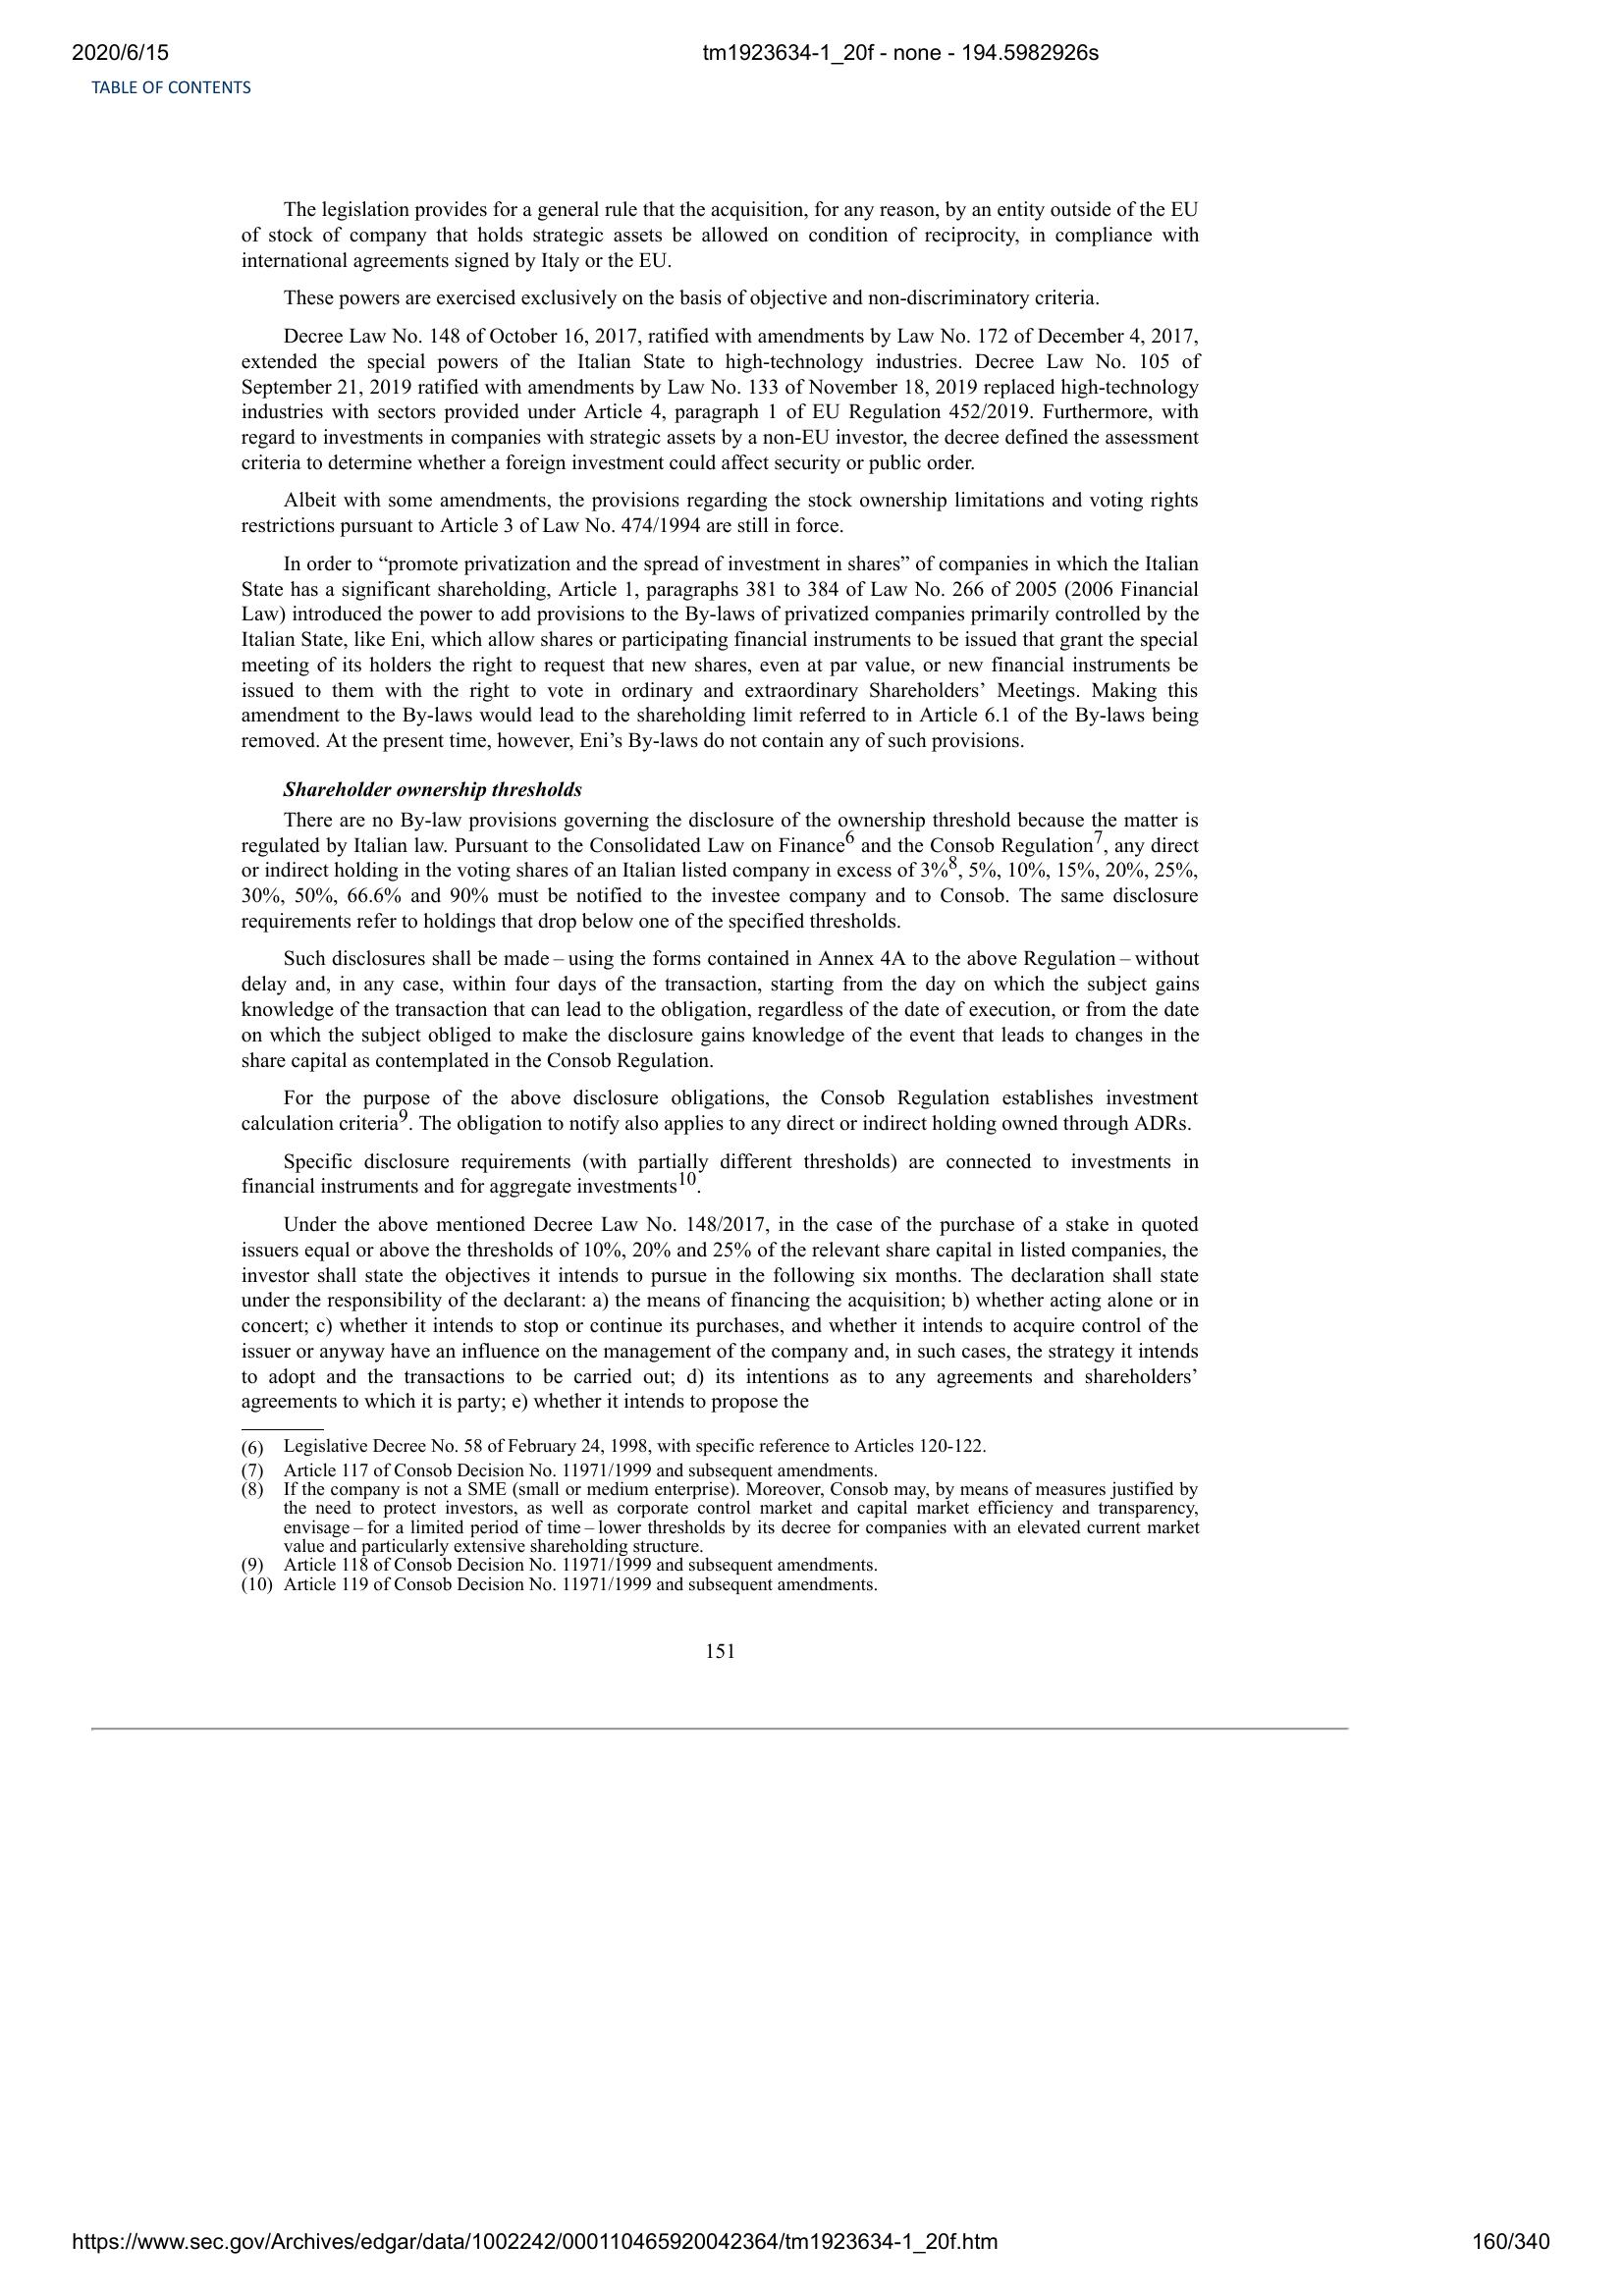 2020/6/15
tm1923634-1_20f - none - 194.5982926s
TABLE OF CONTENTS
The legislation provides for a general rule that the acquisition, for any reason, by an entity outside of the EU
of stock of company that holds strategic assets be allowed on condition of reciprocity, in compliance with
international agreements signed by Italy or the EU.
These powers are exercised exclusively on the basis of objective and non-discriminatory criteria.
Decree Law No. 148 of October 16, 2017, ratified with amendments by Law No. 172 of December 4, 2017,
extended the special powers of the Italian State to high-technology industries. Decree Law No. 105 of
September 21, 2019 ratified with amendments by Law No. 133 of November 18, 2019 replaced high-technology
industries with sectors provided under Article 4, paragraph 1 of EU Regulation 452/2019. Furthermore, with
regard to investments in companies with strategic assets by a non-EU investor, the decree defined the assessment
criteria to determine whether a foreign investment could affect security or public order.
Albeit with some amendments, the provisions regarding the stock ownership limitations and voting rights
restrictions pursuant to Article 3 of Law No. 474/1994 are still in force.
In order to “promote privatization and the spread of investment in shares” of companies in which the Italian
State has a significant shareholding, Article 1, paragraphs 381 to 384 of Law No. 266 of 2005 (2006 Financial
Law) introduced the power to add provisions to the By-laws of privatized companies primarily controlled by the
Italian State, like Eni, which allow shares or participating financial instruments to be issued that grant the special
meeting of its holders the right to request that new shares, even at par value, or new financial instruments be
issued to them with the right to vote in ordinary and extraordinary Shareholders’ Meetings. Making this
amendment to the By-laws would lead to the shareholding limit referred to in Article 6.1 of the By-laws being
removed. At the present time, however, Eni’s By-laws do not contain any of such provisions.
Shareholder ownership thresholds
There are no By-law provisions governing the disclosure of the ownership threshold because the matter is
regulated by Italian law. Pursuant to the Consolidated Law on Finance6 and the Consob Regulation7, any direct
or indirect holding in the voting shares of an Italian listed company in excess of 3%8, 5%, 10%, 15%, 20%, 25%,
30%, 50%, 66.6% and 90% must be notified to the investee company and to Consob. The same disclosure
requirements refer to holdings that drop below one of the specified thresholds.
Such disclosures shall be made – using the forms contained in Annex 4A to the above Regulation – without
delay and, in any case, within four days of the transaction, starting from the day on which the subject gains
knowledge of the transaction that can lead to the obligation, regardless of the date of execution, or from the date
on which the subject obliged to make the disclosure gains knowledge of the event that leads to changes in the
share capital as contemplated in the Consob Regulation.
For the purpose of the above disclosure obligations, the Consob Regulation establishes investment
calculation criteria9. The obligation to notify also applies to any direct or indirect holding owned through ADRs.
Specific disclosure requirements (with partially different thresholds) are connected to investments in
financial instruments and for aggregate investments10.
Under the above mentioned Decree Law No. 148/2017, in the case of the purchase of a stake in quoted
issuers equal or above the thresholds of 10%, 20% and 25% of the relevant share capital in listed companies, the
investor shall state the objectives it intends to pursue in the following six months. The declaration shall state
under the responsibility of the declarant: a) the means of financing the acquisition; b) whether acting alone or in
concert; c) whether it intends to stop or continue its purchases, and whether it intends to acquire control of the
issuer or anyway have an influence on the management of the company and, in such cases, the strategy it intends
to adopt and the transactions to be carried out; d) its intentions as to any agreements and shareholders’
agreements to which it is party; e) whether it intends to propose the
(6) Legislative Decree No. 58 of February 24, 1998, with specific reference to Articles 120-122.
(7) Article 117 of Consob Decision No. 11971/1999 and subsequent amendments.
(8) If the company is not a SME (small or medium enterprise). Moreover, Consob may, by means of measures justified by
the need to protect investors, as well as corporate control market and capital market efficiency and transparency,
envisage – for a limited period of time – lower thresholds by its decree for companies with an elevated current market
value and particularly extensive shareholding structure.
(9) Article 118 of Consob Decision No. 11971/1999 and subsequent amendments.
(10) Article 119 of Consob Decision No. 11971/1999 and subsequent amendments.
151
https://www.sec.gov/Archives/edgar/data/1002242/000110465920042364/tm1923634-1_20f.htm
160/340